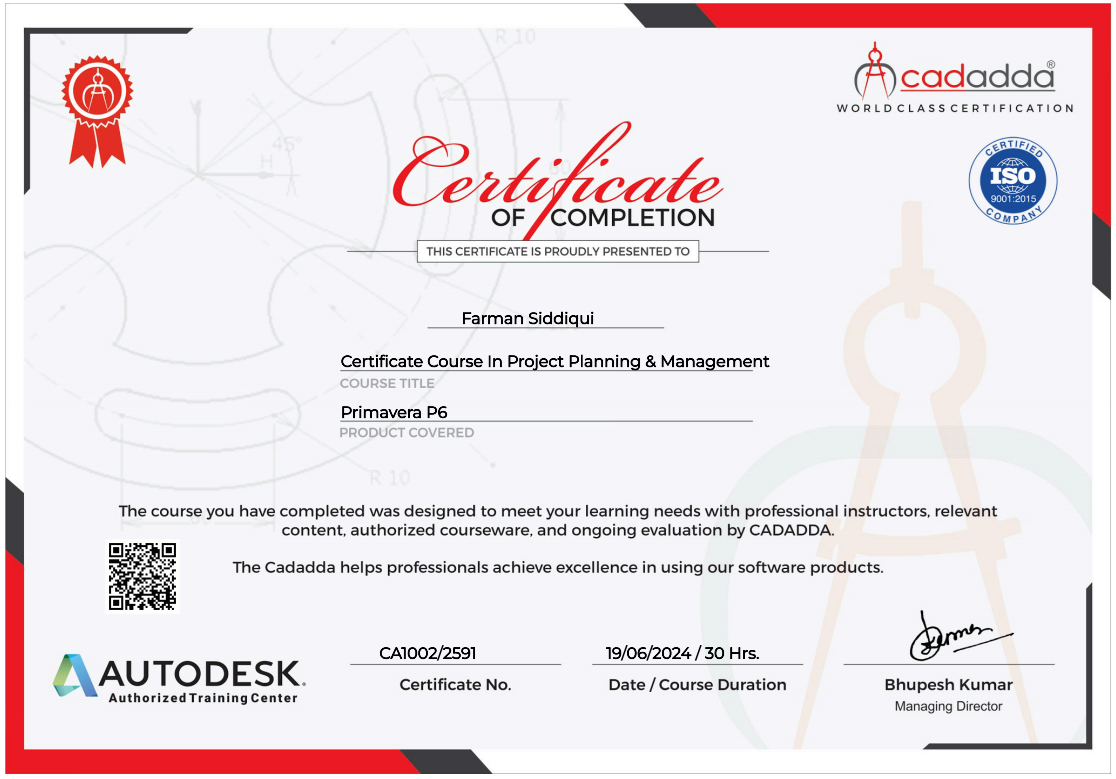 R 10
cadadda®
WORLD CLASS CERTIFICATION
45°
H
CERTIFIED
ISO
9001:2015
COMPANY
Certificate
OF COMPLETION
THIS CERTIFICATE IS PROUDLY PRESENTED TO
Farman Siddiqui
Certificate Course In Project Planning & Management
COURSE TITLE
Primavera P6
PRODUCT COVERED
R 10
The course you have completed was designed to meet your learning needs with professional instructors, relevant
content, authorized courseware, and ongoing evaluation by CADADDA.
The Cadadda helps professionals achieve excellence in using our software products.
AUTODESK.
Authorized Training Center
CA1002/2591
Certificate No.
19/06/2024 / 30 Hrs.
Date / Course Duration
Bhupesh Kumar
Managing Director